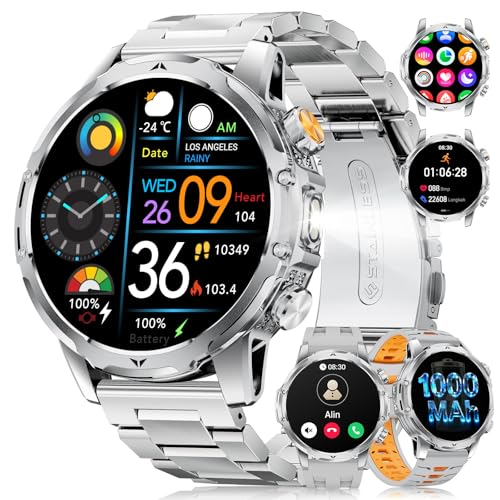 -24 °C
AM
Date
LOS ANGELES
RAINY
WED
26
09
Heart
104
36
10349
103.4
100%
100%
Battery
STAINLESS
08:30
01:06:28
088 Bmp
22608
08:30
Alin
1000
MAh